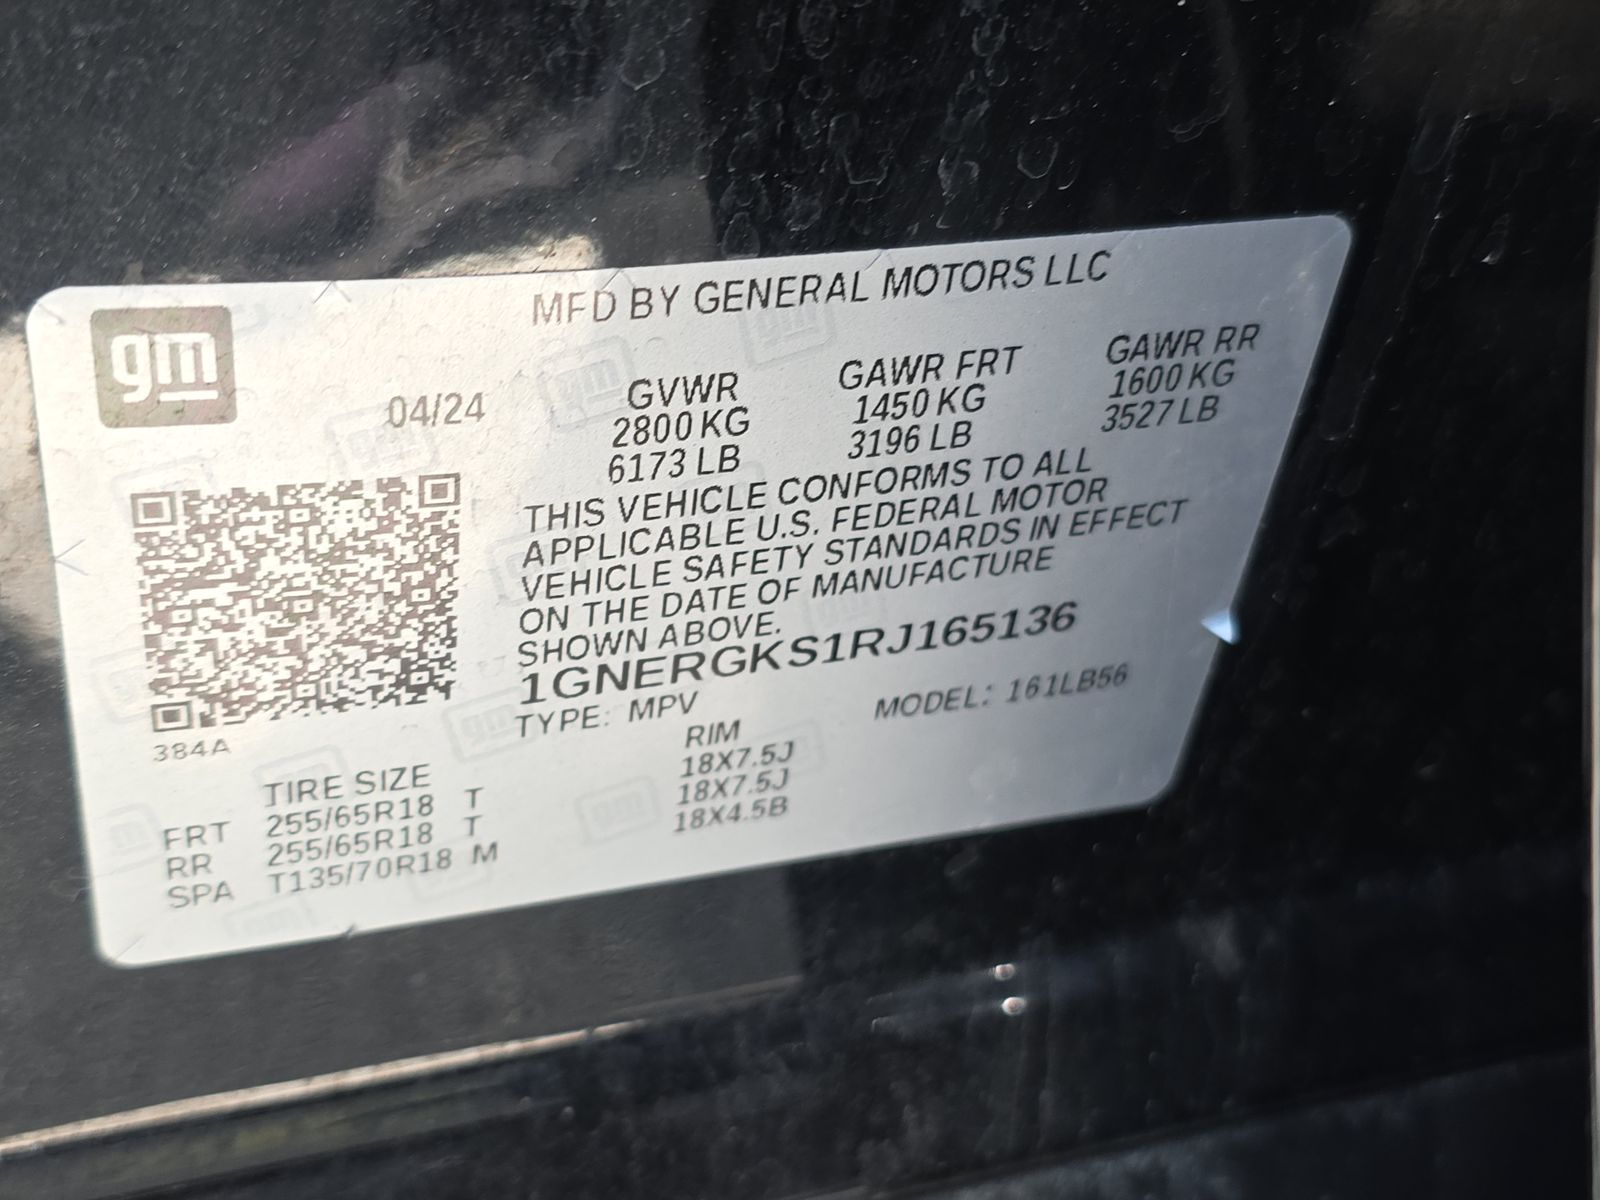 gm
MFD BY GENERAL MOTORS LLC
04/24
GVWR GAWR FRT GAWR RR
2800 KG 1450 KG 1600 KG
6173 LB 3196 LB 3527 LB
THIS VEHICLE CONFORMS TO ALL
APPLICABLE U.S. FEDERAL MOTOR
VEHICLE SAFETY STANDARDS IN EFFECT
ON THE DATE OF MANUFACTURE
SHOWN ABOVE.
1GNERGKS1RJ165136
TYPE: MPV MODEL: 161LB56
384A
TIRE SIZE RIM
FRT 255/65R18 T 18X7.5J
RR 255/65R18 T 18X7.5J
SPA T135/70R18 M 18X4.5B